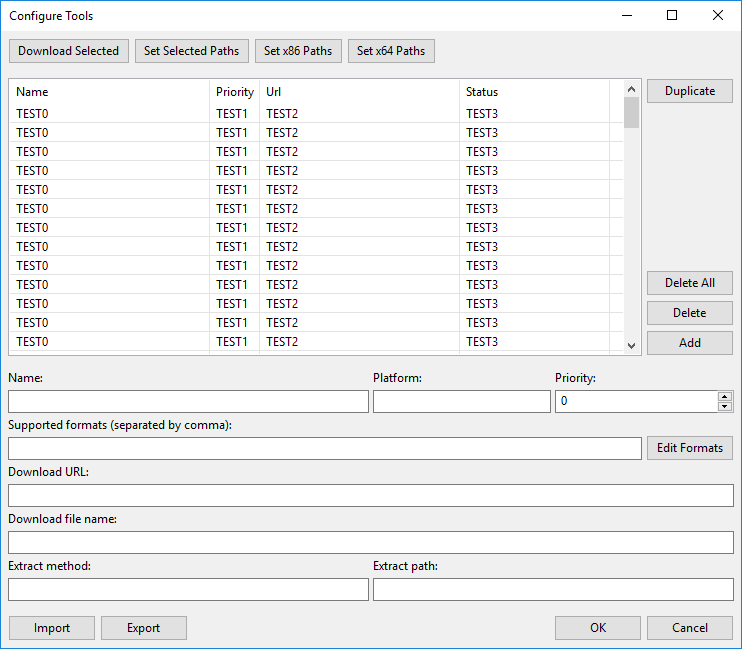 Configure Tools
Download Selected Set Selected Paths Set x86 Paths Set x64 Paths
Name Priority Url Status Duplicate
TEST0 TEST1 TEST2 TEST3
TEST0 TEST1 TEST2 TEST3
TEST0 TEST1 TEST2 TEST3
TEST0 TEST1 TEST2 TEST3
TEST0 TEST1 TEST2 TEST3
TEST0 TEST1 TEST2 TEST3
TEST0 TEST1 TEST2 TEST3
TEST0 TEST1 TEST2 TEST3
TEST0 TEST1 TEST2 TEST3
TEST0 TEST1 TEST2 TEST3 Delete All
TEST0 TEST1 TEST2 TEST3 Delete
TEST0 TEST1 TEST2 TEST3
TEST0 TEST1 TEST2 TEST3 Add
Name: Platform: Priority:
0
Supported formats (separated by comma):
Edit Formats
Download URL:
Download file name:
Extract method: Extract path:
Import Export OK Cancel